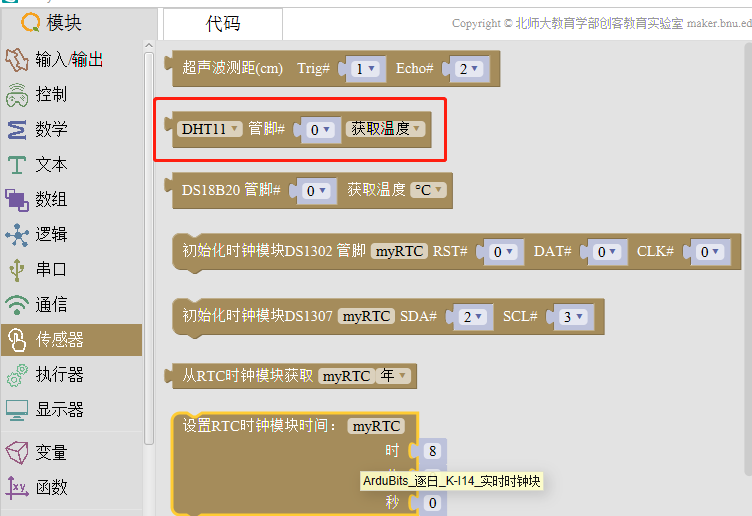 模块
代码
Copyright © 北师大教育学部创客教育实验室 maker.bnu.ed
输入/输出
控制
数学
文本
数组
逻辑
串口
通信
传感器
执行器
显示器
变量
函数
超声波测距(cm) Trig# 1 Echo# 2
DHT11 管脚# 0 获取温度
DS18B20 管脚# 0 获取温度 °C
初始化时钟模块DS1302 管脚 myRTC RST# 0 DAT# 0 CLK# 0
初始化时钟模块DS1307 myRTC SDA# 2 SCL# 3
从RTC时钟模块获取 myRTC 年
设置RTC时钟模块时间： myRTC
时 8
ArduBits_逐日_K-I14_实时时钟块
秒 0